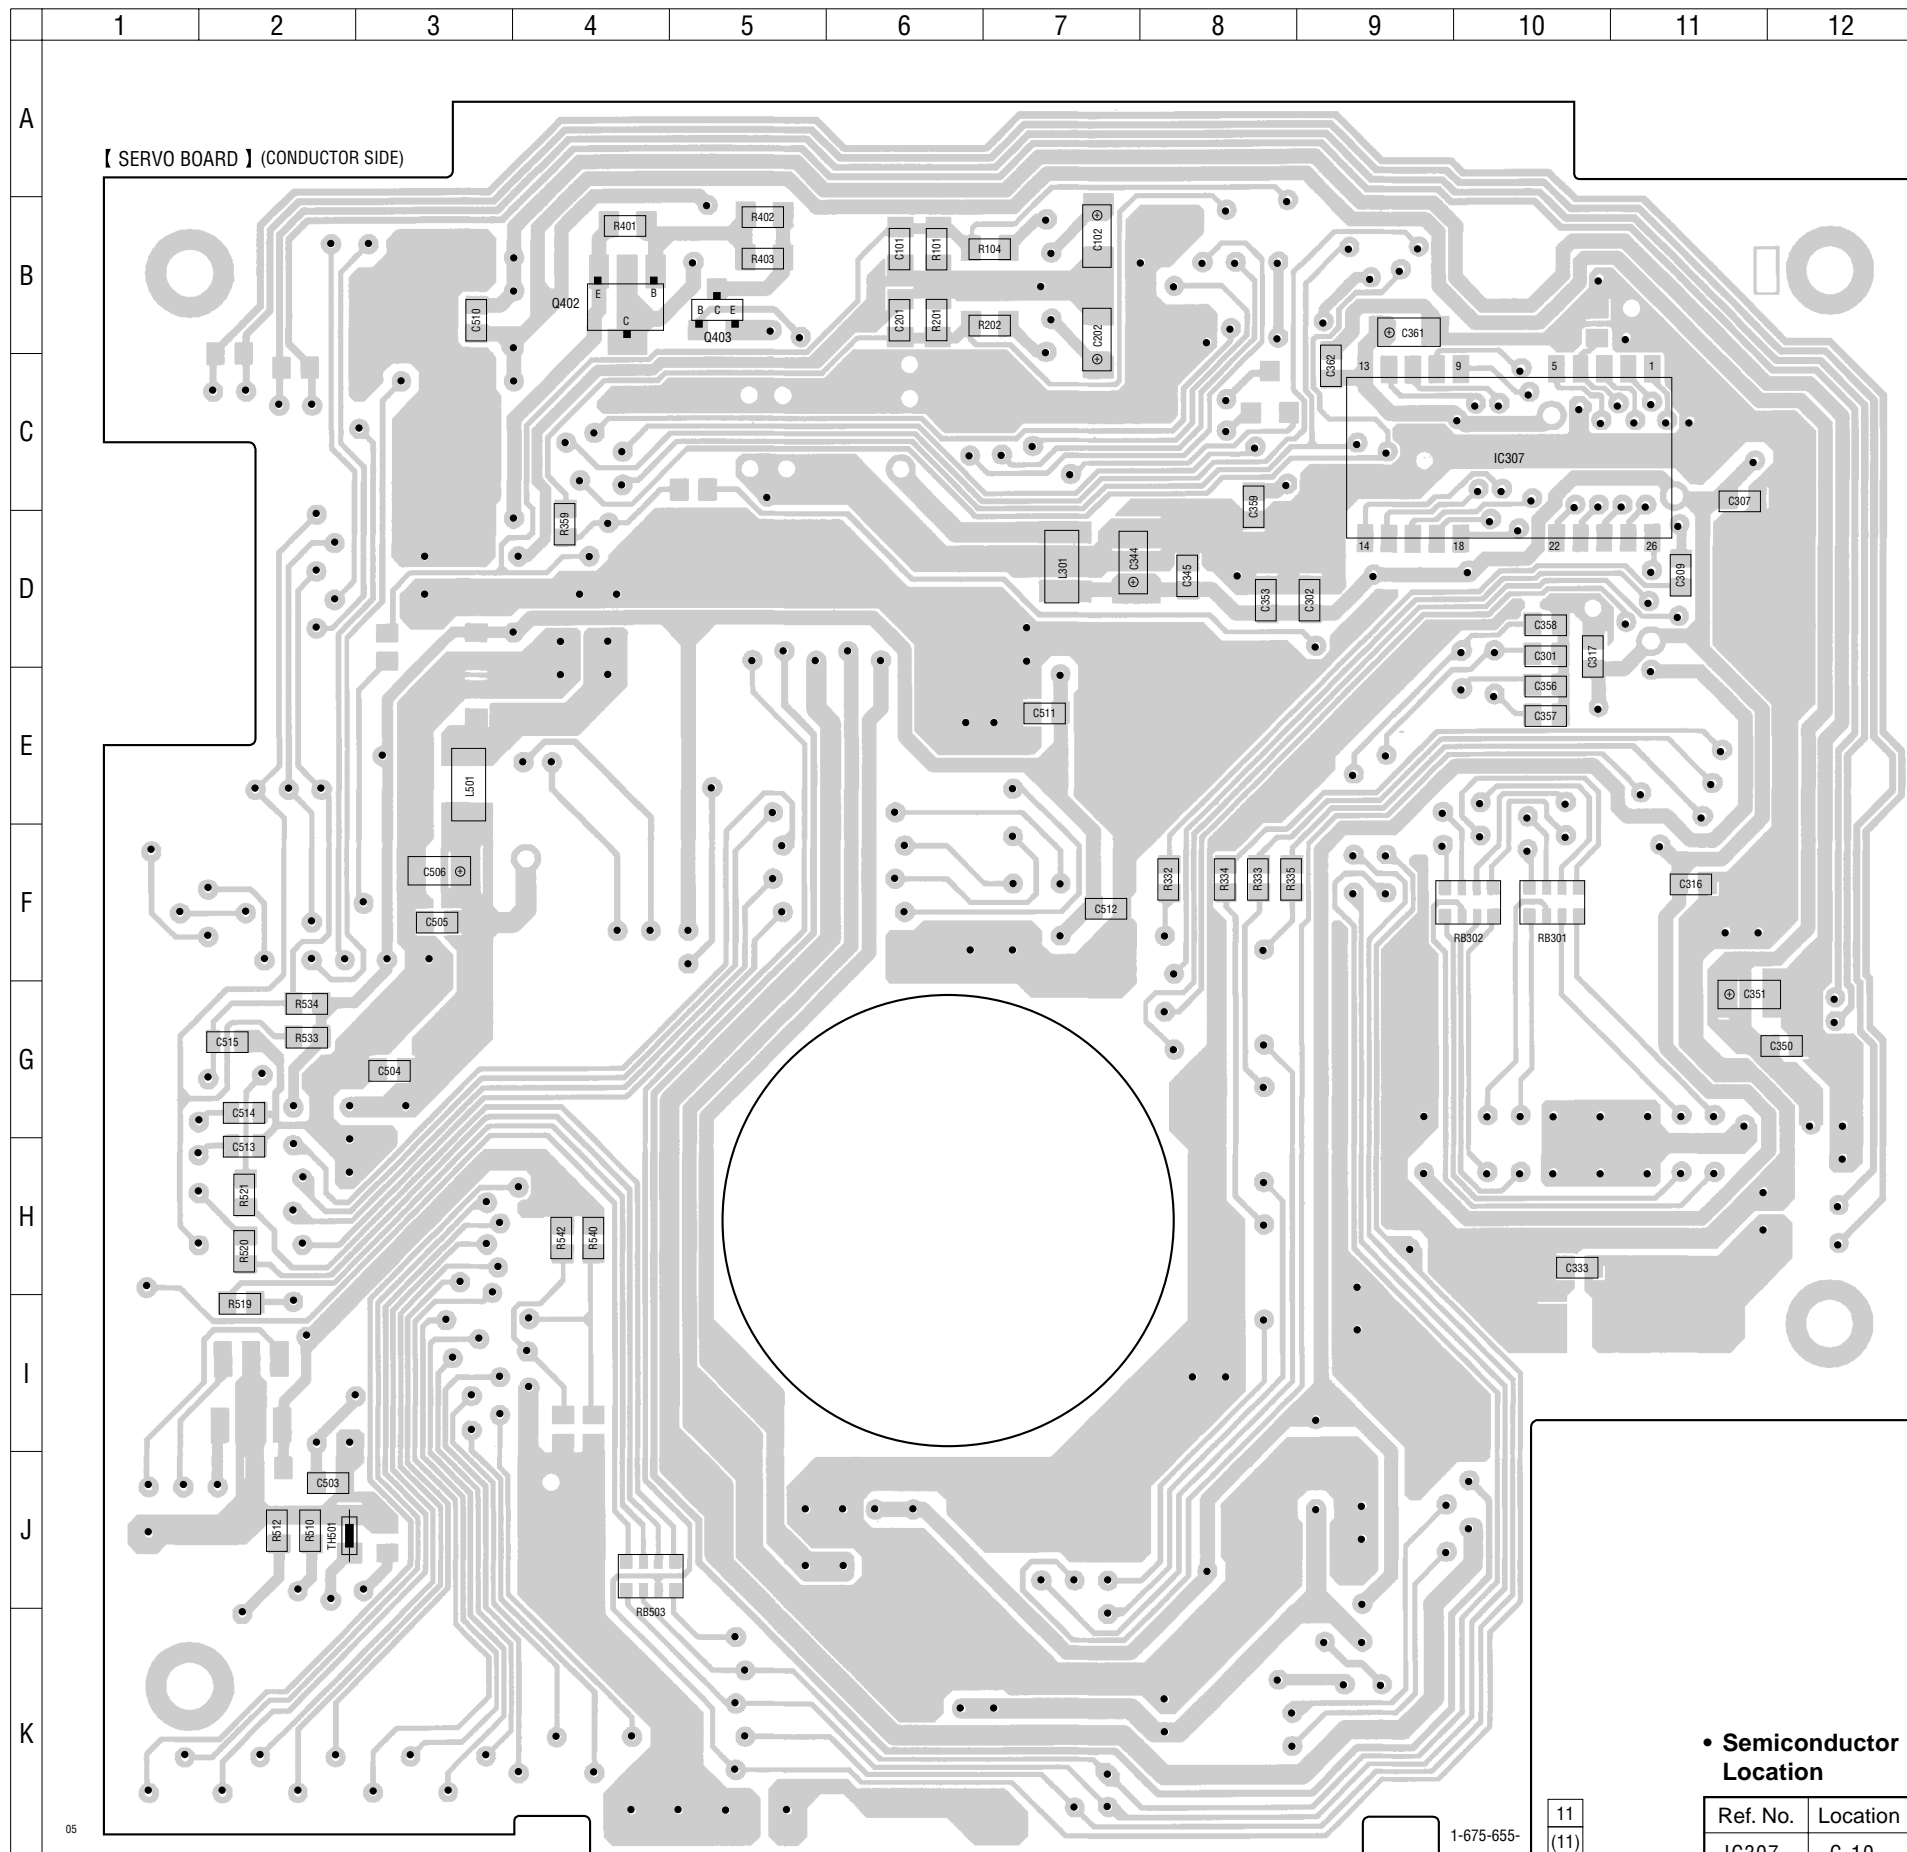 1 2 3 4 5 6 7 8 9 10 11 12
A
【 SERVO BOARD 】 (CONDUCTOR SIDE)
B
R401 R402 C101 R101 R104 C102
R403
Q402 E B
C
B C E
Q403
C510 C201 R201 R202 C202 C361
C362 13 9 5 1
C
IC307
C359 C307
R359
14 18 22 26
D
L301 C344 C345 C353 C302 C309
C358
C301 C317
C356
C511 C357
E
L501
F
C506 R332 R334 R333 R335 C316
C505 C512
RB302 RB301
R534 C351
C515 R533 C350
G
C504
C514
C513
R521
H
R520 R542 R540
C333
R519
I
C503
J
R512 R510 TH501
RB503
K
• Semiconductor
Location
Ref. No. Location
IC307 C-10
05
1-675-655-
11
(11)